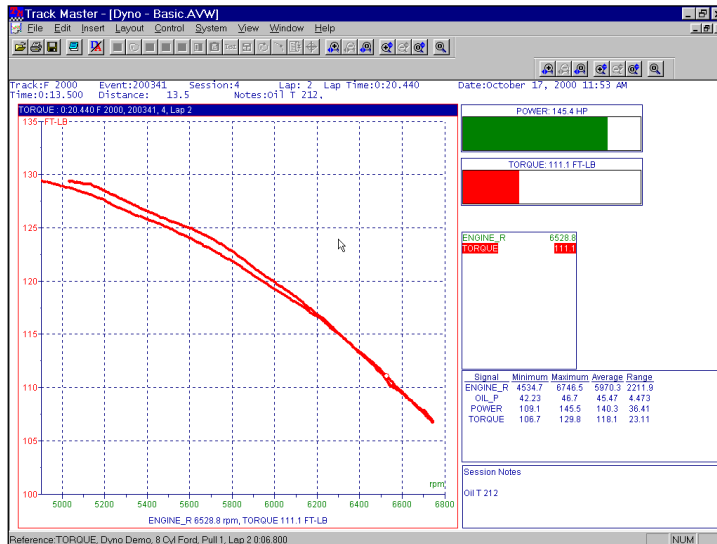 Track Master - [Dyno - Basic.AVW]
File Edit Insert Layout Control System View Window Help
Track:F 2000 Event:200341 Session:4 Lap: 2 Lap Time:0:20.440 Date:October 17, 2000 11:53 AM
Time:0:13.500 Distance: 13.5 Notes:Oil T 212,
TORQUE : 0:20.440 F 2000, 200341, 4, Lap 2
135 FT-LB
130
125
120
115
110
105
100
rpm
5000 5200 5400 5600 5800 6000 6200 6400 6600 6800
ENGINE_R 6528.8 rpm, TORQUE 111.1 FT-LB
POWER: 145.4 HP
TORQUE: 111.1 FT-LB
ENGINE_R 6528.8
TORQUE 111.1
Signal Minimum Maximum Average Range
ENGINE_R 4534.7 6746.5 5970.3 2211.9
OIL_P 42.23 46.7 45.47 4.473
POWER 109.1 145.5 140.3 36.41
TORQUE 106.7 129.8 118.1 23.11
Session Notes
Oil T 212
Reference:TORQUE, Dyno Demo, 8 Cyl Ford, Pull 1, Lap 2 0:06.800 NUM